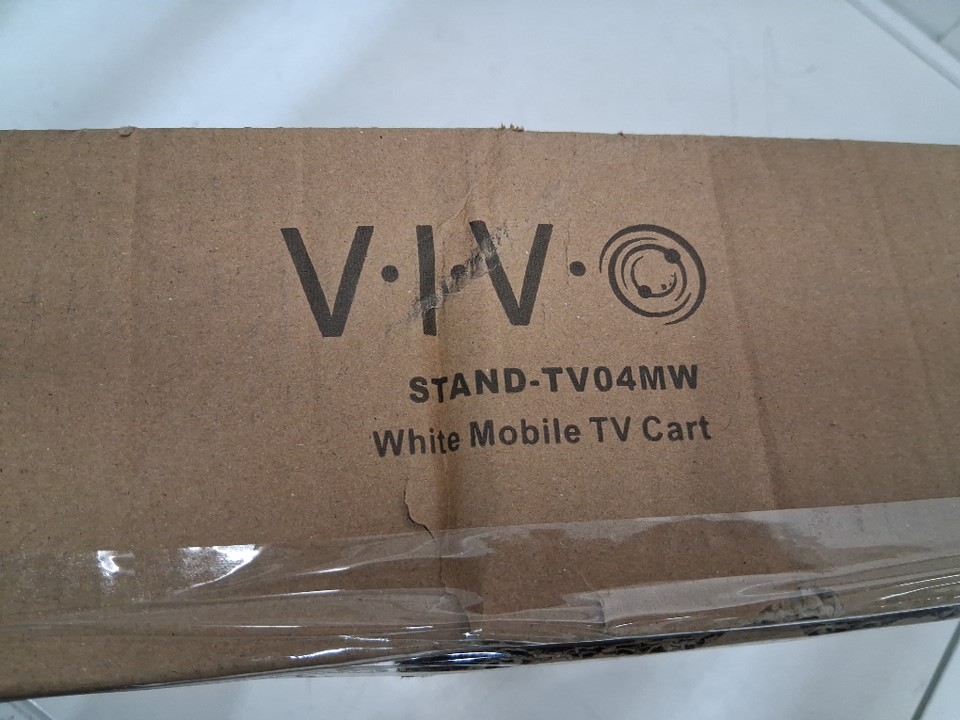 V·I·V·O
STAND-TV04MW
White Mobile TV Cart